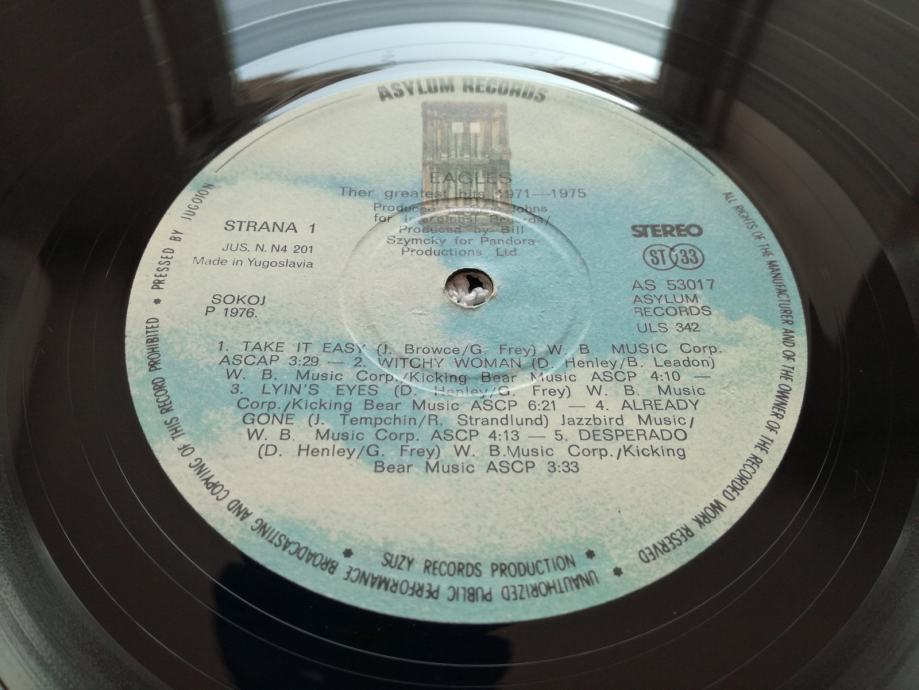 ASYLUM RECORDS
EAGLES
Ther greatest hits 1971—1975
Johns
for
Produced by Bill
Szymcky for Pandora
Productions Ltd.
STRANA 1
JUS. N. N4 201
Made in Yugoslavia
SOKOJ
P 1976.
STEREO
ST 33
AS 53017
ASYLUM
RECORDS
ULS 342
1. TAKE IT EASY (J. Browce/G. Frey) W. B. MUSIC Corp.
ASCAP 3:29 — 2. WITCHY WOMAN (D. Henley/B. Leadon)
W. B. Music Corp./Kicking Bear Music ASCP 4:10 —
3. LYIN'S EYES (D. Henley/G. Frey) W. B. Music
Corp./Kicking Bear Music ASCP 6:21 — 4. ALREADY
GONE (J. Tempchin/R. Strandlund) Jazzbird Music/
W. B. Music Corp. ASCP 4:13 — 5. DESPERADO
(D. Henley/G. Frey) W. B.Music Corp./Kicking
Bear Music ASCP 3:33
SUZY RECORDS PRODUCTION
ALL RIGHTS OF THE MANUFACTURER AND OF THE OWNER OF THE RECORDED WORK RESERVED * UNAUTHORIZED PUBLIC PERFORMANCE BROADCASTING AND COPYING OF THIS RECORD PROHIBITED * PRESSED BY JUGOTON